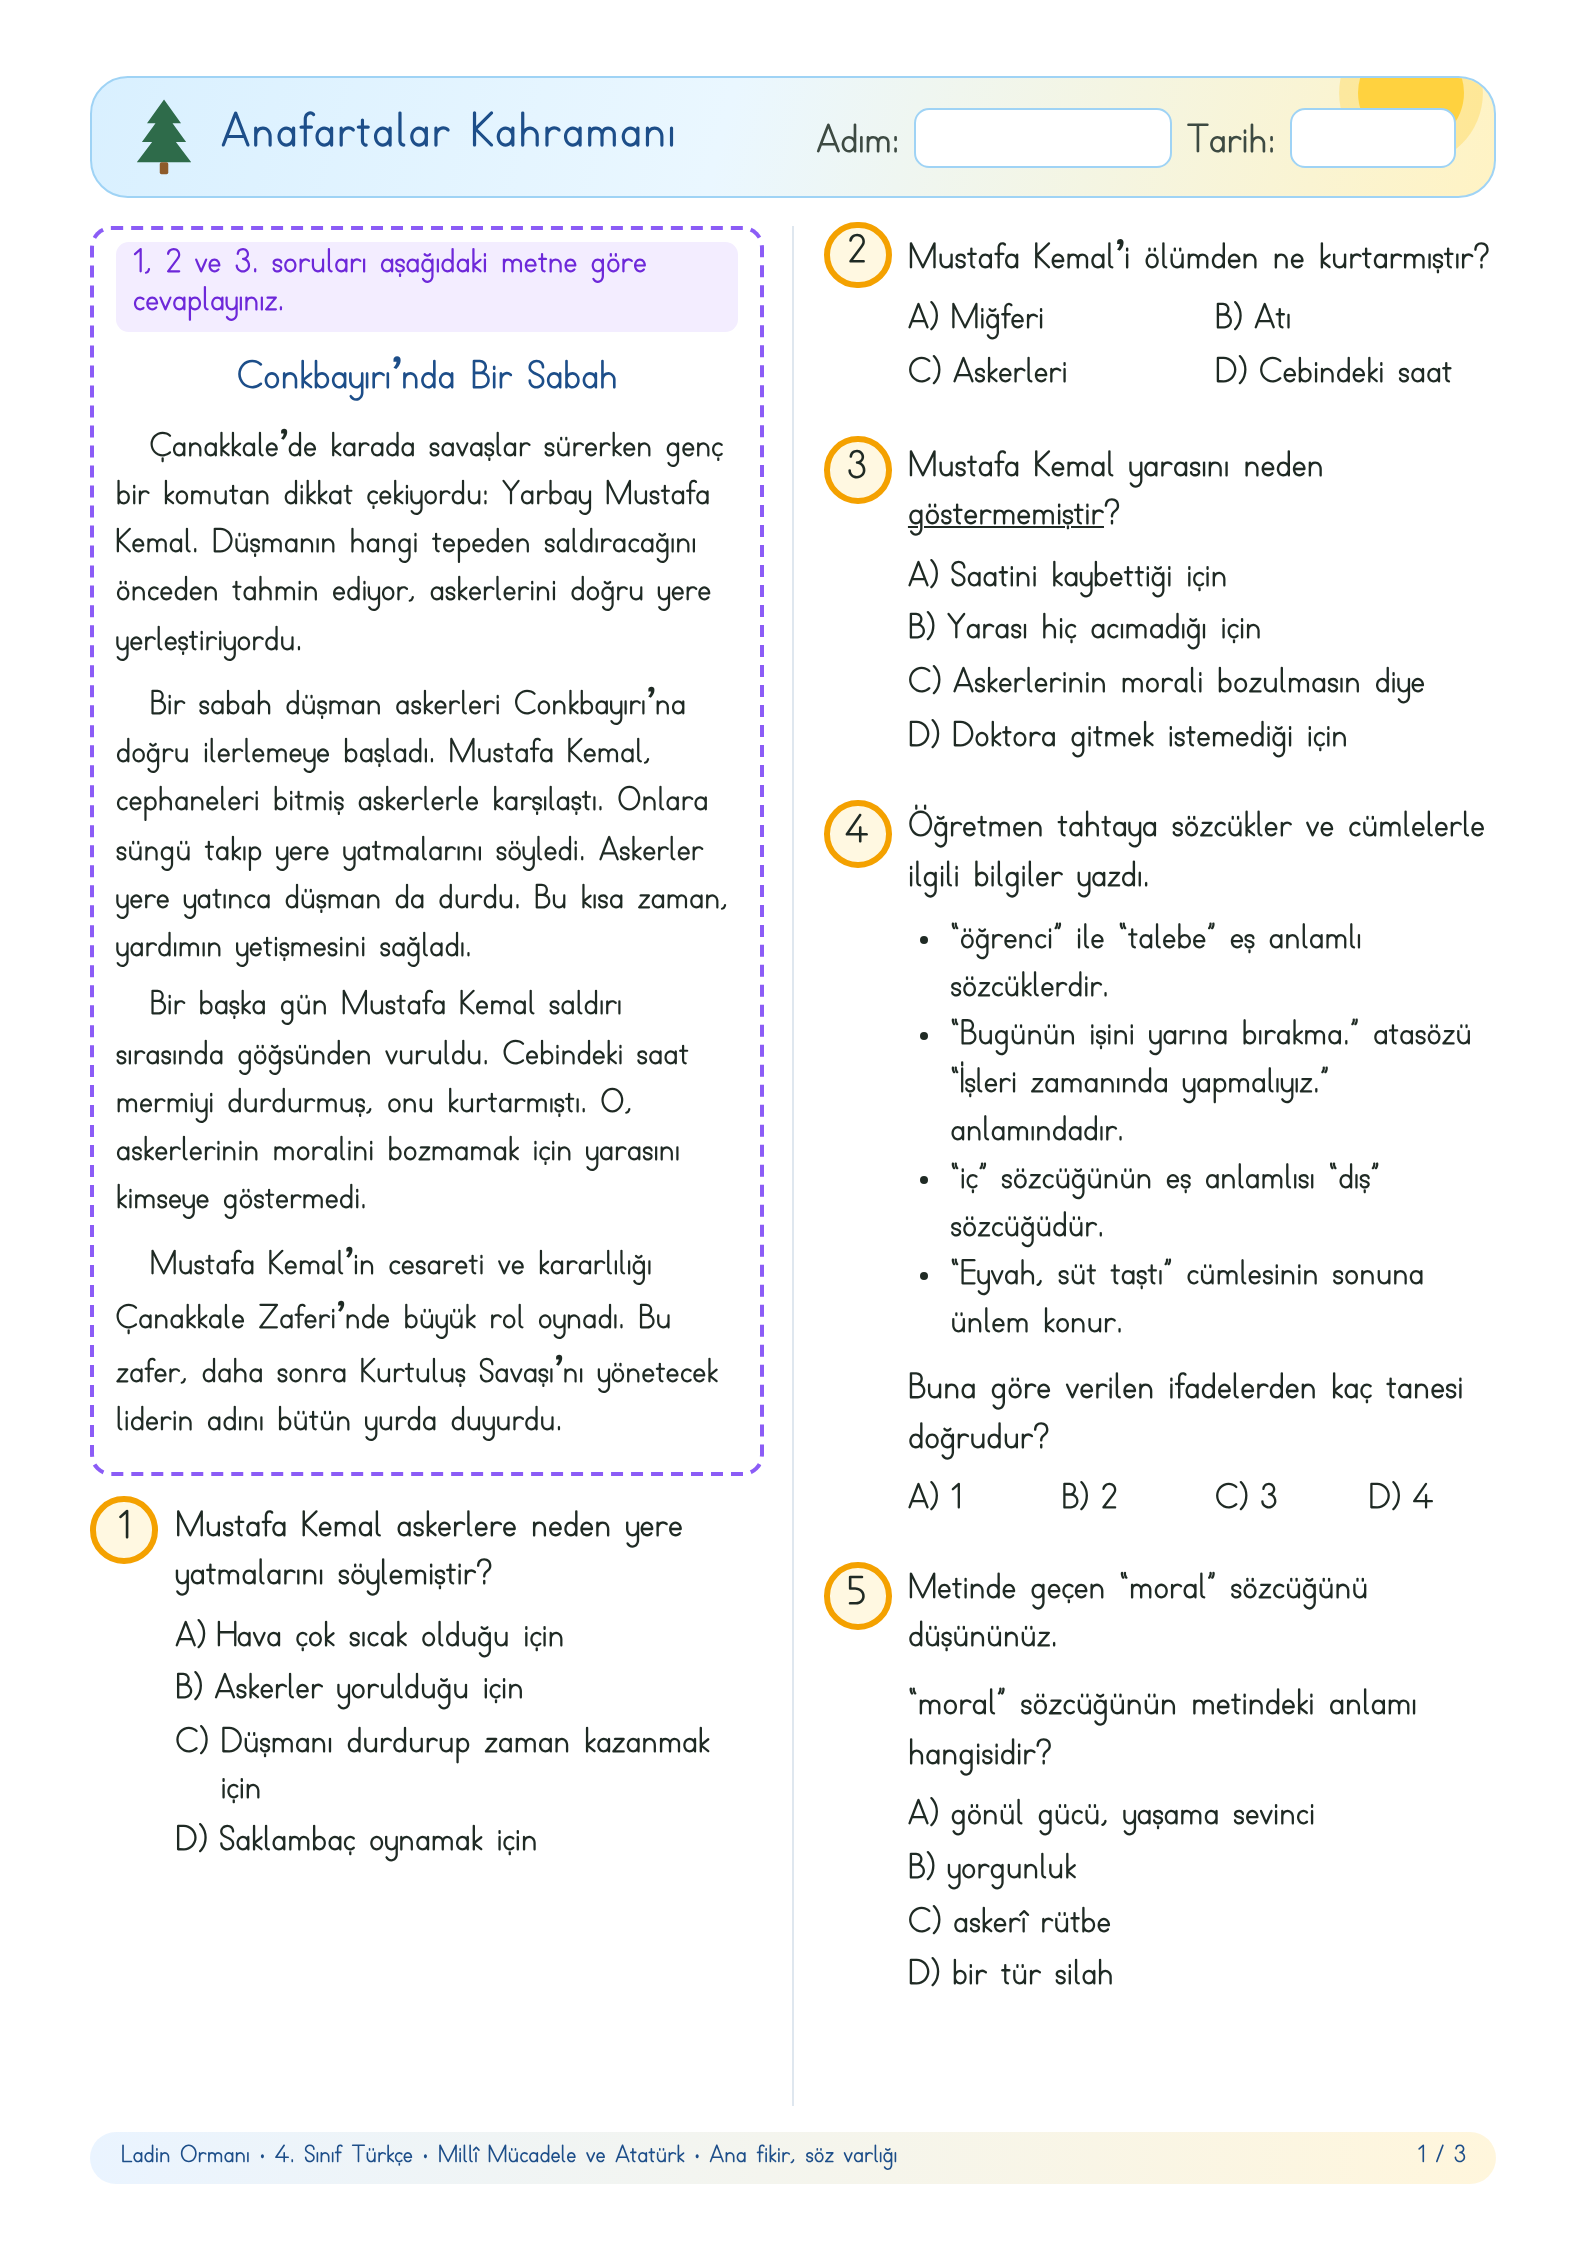 Anafartalar Kahramanı
Adım:
Tarih:
1, 2 ve 3. soruları aşağıdaki metne göre
cevaplayınız.
Conkbayırı’nda Bir Sabah
Çanakkale’de karada savaşlar sürerken genç
bir komutan dikkat çekiyordu: Yarbay Mustafa
Kemal. Düşmanın hangi tepeden saldıracağını
önceden tahmin ediyor, askerlerini doğru yere
yerleştiriyordu.
Bir sabah düşman askerleri Conkbayırı’na
doğru ilerlemeye başladı. Mustafa Kemal,
cephaneleri bitmiş askerlerle karşılaştı. Onlara
süngü takıp yere yatmalarını söyledi. Askerler
yere yatınca düşman da durdu. Bu kısa zaman,
yardımın yetişmesini sağladı.
Bir başka gün Mustafa Kemal saldırı
sırasında göğsünden vuruldu. Cebindeki saat
mermiyi durdurmuş, onu kurtarmıştı. O,
askerlerinin moralini bozmamak için yarasını
kimseye göstermedi.
Mustafa Kemal’in cesareti ve kararlılığı
Çanakkale Zaferi’nde büyük rol oynadı. Bu
zafer, daha sonra Kurtuluş Savaşı’nı yönetecek
liderin adını bütün yurda duyurdu.
1
Mustafa Kemal askerlere neden yere
yatmalarını söylemiştir?
A) Hava çok sıcak olduğu için
B) Askerler yorulduğu için
C) Düşmanı durdurup zaman kazanmak
için
D) Saklambaç oynamak için
2
Mustafa Kemal’i ölümden ne kurtarmıştır?
A) Miğferi
B) Atı
C) Askerleri
D) Cebindeki saat
3
Mustafa Kemal yarasını neden
göstermemiştir?
A) Saatini kaybettiği için
B) Yarası hiç acımadığı için
C) Askerlerinin morali bozulmasın diye
D) Doktora gitmek istemediği için
4
Öğretmen tahtaya sözcükler ve cümlelerle
ilgili bilgiler yazdı.
• “öğrenci” ile “talebe” eş anlamlı
sözcüklerdir.
• “Bugünün işini yarına bırakma.” atasözü
“İşleri zamanında yapmalıyız.”
anlamındadır.
• “iç” sözcüğünün eş anlamlısı “dış”
sözcüğüdür.
• “Eyvah, süt taştı” cümlesinin sonuna
ünlem konur.
Buna göre verilen ifadelerden kaç tanesi
doğrudur?
A) 1 B) 2 C) 3 D) 4
5
Metinde geçen “moral” sözcüğünü
düşününüz.
“moral” sözcüğünün metindeki anlamı
hangisidir?
A) gönül gücü, yaşama sevinci
B) yorgunluk
C) askerî rütbe
D) bir tür silah
Ladin Ormanı • 4. Sınıf Türkçe • Millî Mücadele ve Atatürk • Ana fikir, söz varlığı
1 / 3